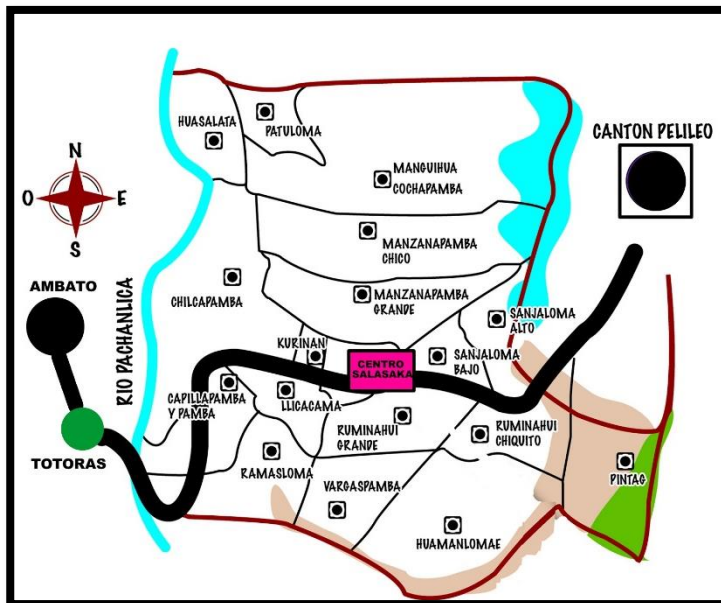 HUASALATA
PATULOMA
CANTON PELILEO
MANGUIHUA
COCHAPAMBA
N
O
E
S
MANZANAPAMBA
CHICO
AMBATO
RIO PACHANLICA
CHILCAPAMBA
MANZANAPAMBA
GRANDE
SANJALOMA
ALTO
KURINAN
CENTRO
SALASAKA
SANJALOMA
BAJO
CAPILLAPAMBA
Y PAMBA
LLICACAMA
RUMINAHUI
GRANDE
RUMINAHUI
CHIQUITO
TOTORAS
RAMASLOMA
VARGASPAMBA
PINTAG
HUAMANLOMAE